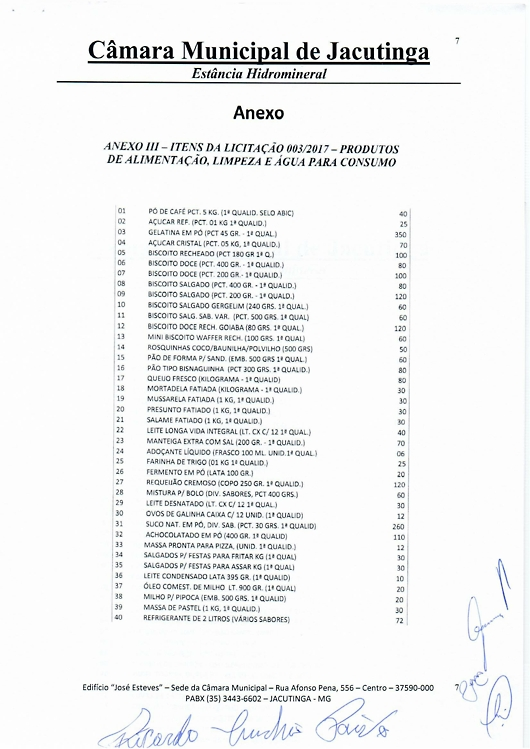 7
Câmara Municipal de Jacutinga
Estância Hidromineral
Anexo
ANEXO III – ITENS DA LICITAÇÃO 003/2017 – PRODUTOS
DE ALIMENTAÇÃO, LIMPEZA E ÁGUA PARA CONSUMO
01 PÓ DE CAFÉ PCT. 5 KG. (1ª QUALID. SELO ABIC) 40
02 AÇUCAR REF. (PCT. 01 KG 1ª QUAL.) 25
03 GELATINA EM PÓ (PCT 45 GR. - 1ª QUAL.) 350
04 AÇUCAR CRISTAL (PCT. 05 KG, 1ª QUALID.) 70
05 BISCOITO RECHEADO (PCT 180 GR 1ª Q.) 100
06 BISCOITO DOCE (PCT. 400 GR. - 1ª QUALID.) 80
07 BISCOITO DOCE (PCT. 200 GR.- 1ª QUALID.) 100
08 BISCOITO SALGADO (PCT. 400 GR. - 1ª QUALID.) 80
09 BISCOITO SALGADO (PCT. 200 GR. - 1ª QUALID.) 120
10 BISCOITO SALGADO GERGELIM (240 GRS. 1ª QUAL.) 60
11 BISCOITO SALG. SAB. VAR. (PCT. 500 GRS. 1ª QUAL) 60
12 BISCOITO DOCE RECH. GOIABA (80 GRS. 1ª QUAL.) 120
13 MINI BISCOITO WAFFER RECH. (100 GRS. 1ª QUAL) 60
14 ROSQUINHAS COCO/BAUNILHA/POLVILHO (500 GRS) 50
15 PÃO DE FORMA P/ SAND. (EMB. 500 GRS 1ª QUAL.) 60
16 PÃO TIPO BISNAGUINHA (PCT 300 GRS. 1ª QUAL.) 80
17 QUEIJO FRESCO (KILOGRAMA - 1ª QUALID) 80
18 MORTADELA FATIADA (KILOGRAMA - 1ª QUALID.) 30
19 MUSSARELA FATIADA (1 KG, 1ª QUALID.) 30
20 PRESUNTO FATIADO (1 KG, 1ª QUALID.) 30
21 SALAME FATIADO (1 KG, 1ª QUALID.) 30
22 LEITE LONGA VIDA INTEGRAL (LT. CX C/ 12 1ª QUAL.) 40
23 MANTEIGA EXTRA COM SAL (200 GR. - 1ª QUALID.) 70
24 ADOÇANTE LÍQUIDO (FRASCO 100 ML. UNID.1ª QUAL.) 06
25 FARINHA DE TRIGO (01 KG 1ª QUALID.) 25
26 FERMENTO EM PÓ (LATA 100 GR.) 20
27 REQUEIJÃO CREMOSO (COPO 250 GR. 1ª QUALID.) 120
28 MISTURA P/ BOLO (DIV. SABORES, PCT 400 GRS.) 60
29 LEITE DESNATADO (LT. CX C/ 12 1ª QUAL.) 30
30 OVOS DE GALINHA CAIXA C/ 12 UNID. (1ª QUALID) 12
31 SUCO NAT. EM PÓ, DIV. SAB. (PCT. 30 GRS. 1ª QUALID) 260
32 ACHOCOLATADO EM PÓ (400 GR. 1ª QUALID) 110
33 MASSA PRONTA PARA PIZZA, (UNID. 1ª QUALID.) 12
34 SALGADOS P/ FESTAS PARA FRITAR KG (1ª QUAL) 30
35 SALGADOS P/ FESTAS PARA ASSAR KG (1ª QUAL) 30
36 LEITE CONDENSADO LATA 395 GR. (1ª QUALID) 10
37 ÓLEO COMEST. DE MILHO LT. 900 GR. (1ª QUAL) 20
38 MILHO P/ PIPOCA (EMB. 500 GRS. 1ª QUALID) 20
39 MASSA DE PASTEL (1 KG, 1ª QUALID.) 30
40 REFRIGERANTE DE 2 LITROS (VÁRIOS SABORES) 72
Edifício "José Esteves" – Sede da Câmara Municipal – Rua Afonso Pena, 556 – Centro – 37590-000 7
PABX (35) 3443-6602 – JACUTINGA - MG
Ricardo